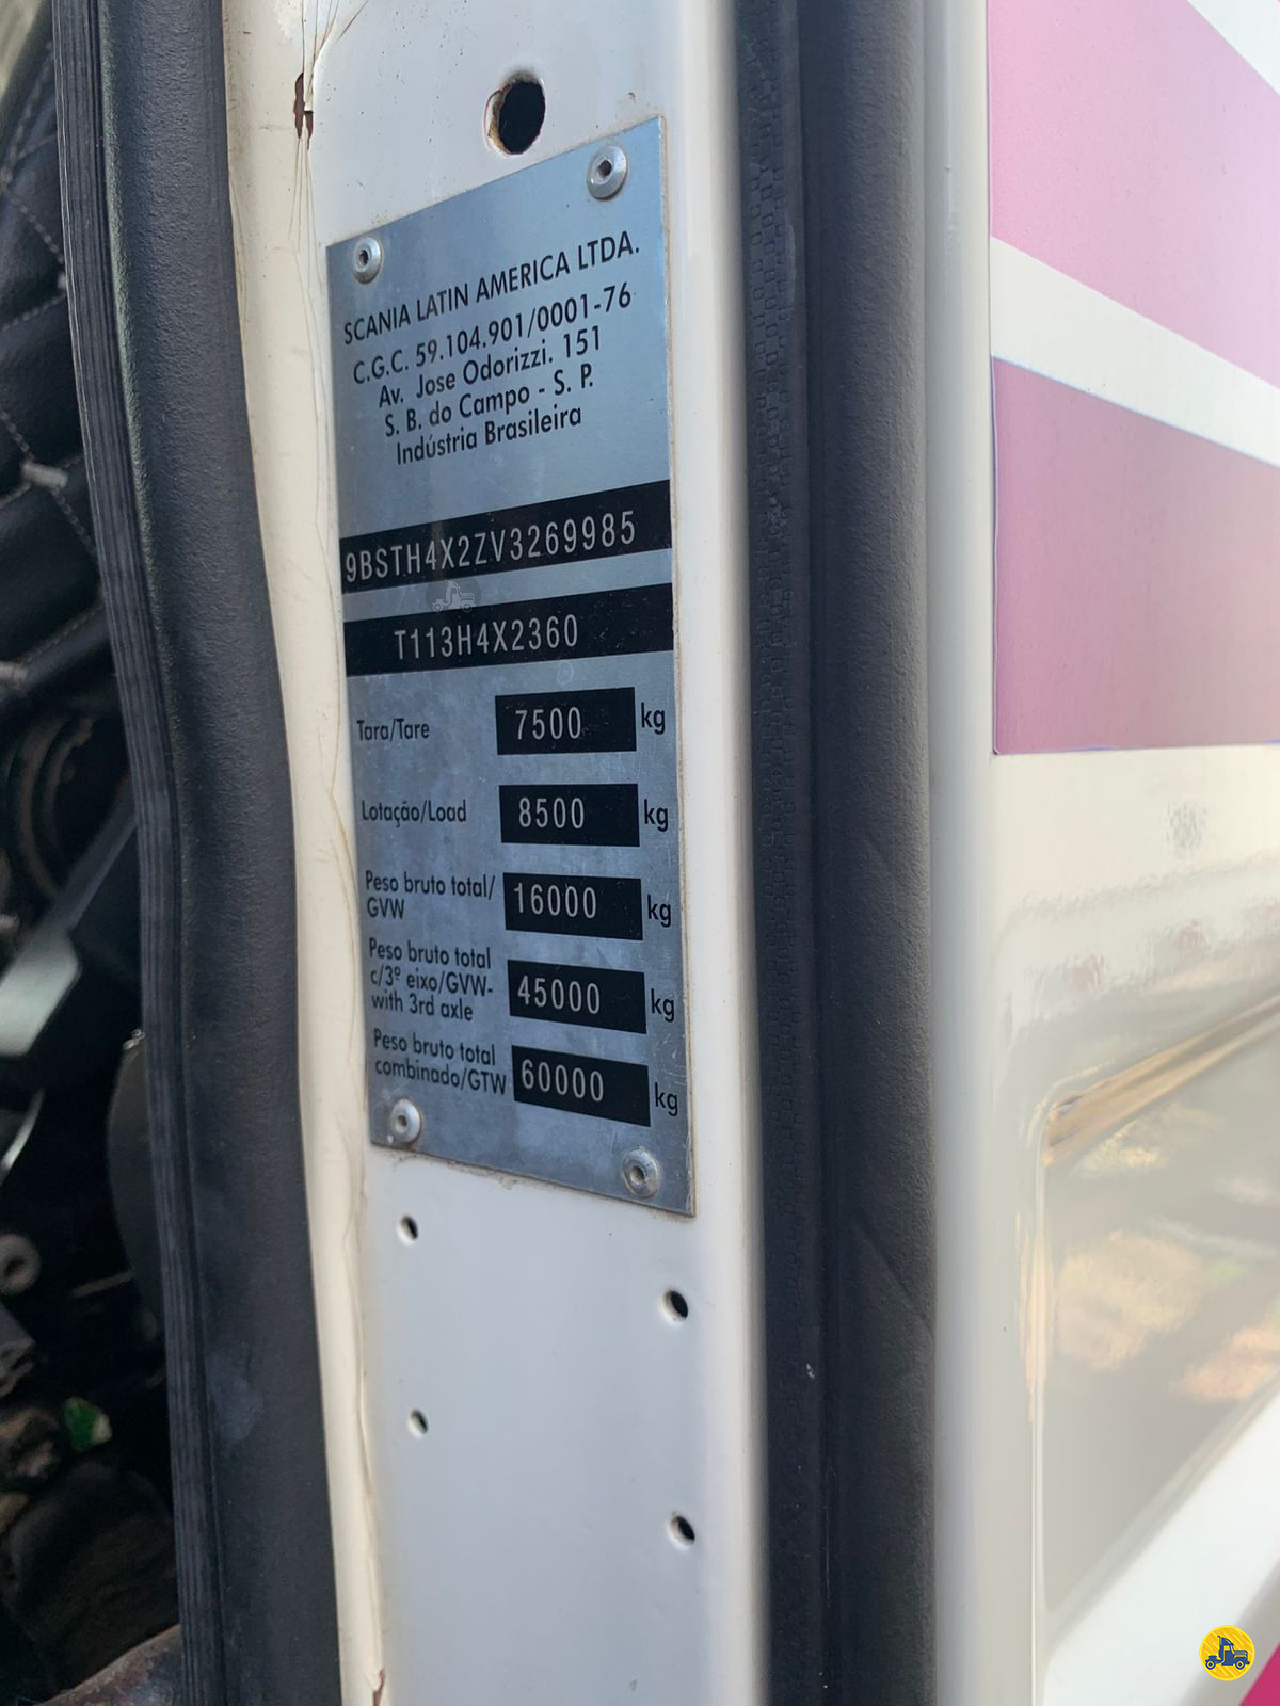 SCANIA LATIN AMERICA LTDA.
C.G.C. 59.104.901/0001-76
Av. Jose Odorizzi. 151
S. B. do Campo - S. P.
Indústria Brasileira
9BSTH4X2ZV3269985
T113H4X2360
Tara/Tare 7500 kg
Lotação/Load 8500 kg
Peso bruto total/
GVW 16000 kg
Peso bruto total
c/3º eixo/GVW-
with 3rd axle 45000 kg
Peso bruto total
combinado/GTW 60000 kg